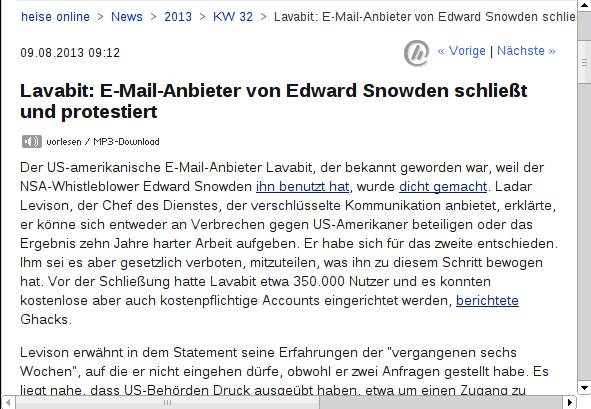 heise online > News > 2013 > KW 32 > Lavabit: E-Mail-Anbieter von Edward Snowden schlie
09.08.2013 09:12
« Vorige | Nächste »
Lavabit: E-Mail-Anbieter von Edward Snowden schließt
und protestiert
vorlesen / MP3-Download
Der US-amerikanische E-Mail-Anbieter Lavabit, der bekannt geworden war, weil der
NSA-Whistleblower Edward Snowden ihn benutzt hat, wurde dicht gemacht. Ladar
Levison, der Chef des Dienstes, der verschlüsselte Kommunikation anbietet, erklärte,
er könne sich entweder an Verbrechen gegen US-Amerikaner beteiligen oder das
Ergebnis zehn Jahre harter Arbeit aufgeben. Er habe sich für das zweite entschieden.
Ihm sei es aber gesetzlich verboten, mitzuteilen, was ihn zu diesem Schritt bewogen
hat. Vor der Schließung hatte Lavabit etwa 350.000 Nutzer und es konnten
kostenlose aber auch kostenpflichtige Accounts eingerichtet werden, berichtete
Ghacks.
Levison erwähnt in dem Statement seine Erfahrungen der "vergangenen sechs
Wochen", auf die er nicht eingehen dürfe, obwohl er zwei Anfragen gestellt habe. Es
liegt nahe, dass US-Behörden Druck ausgeübt haben, etwa um einen Zugang zu